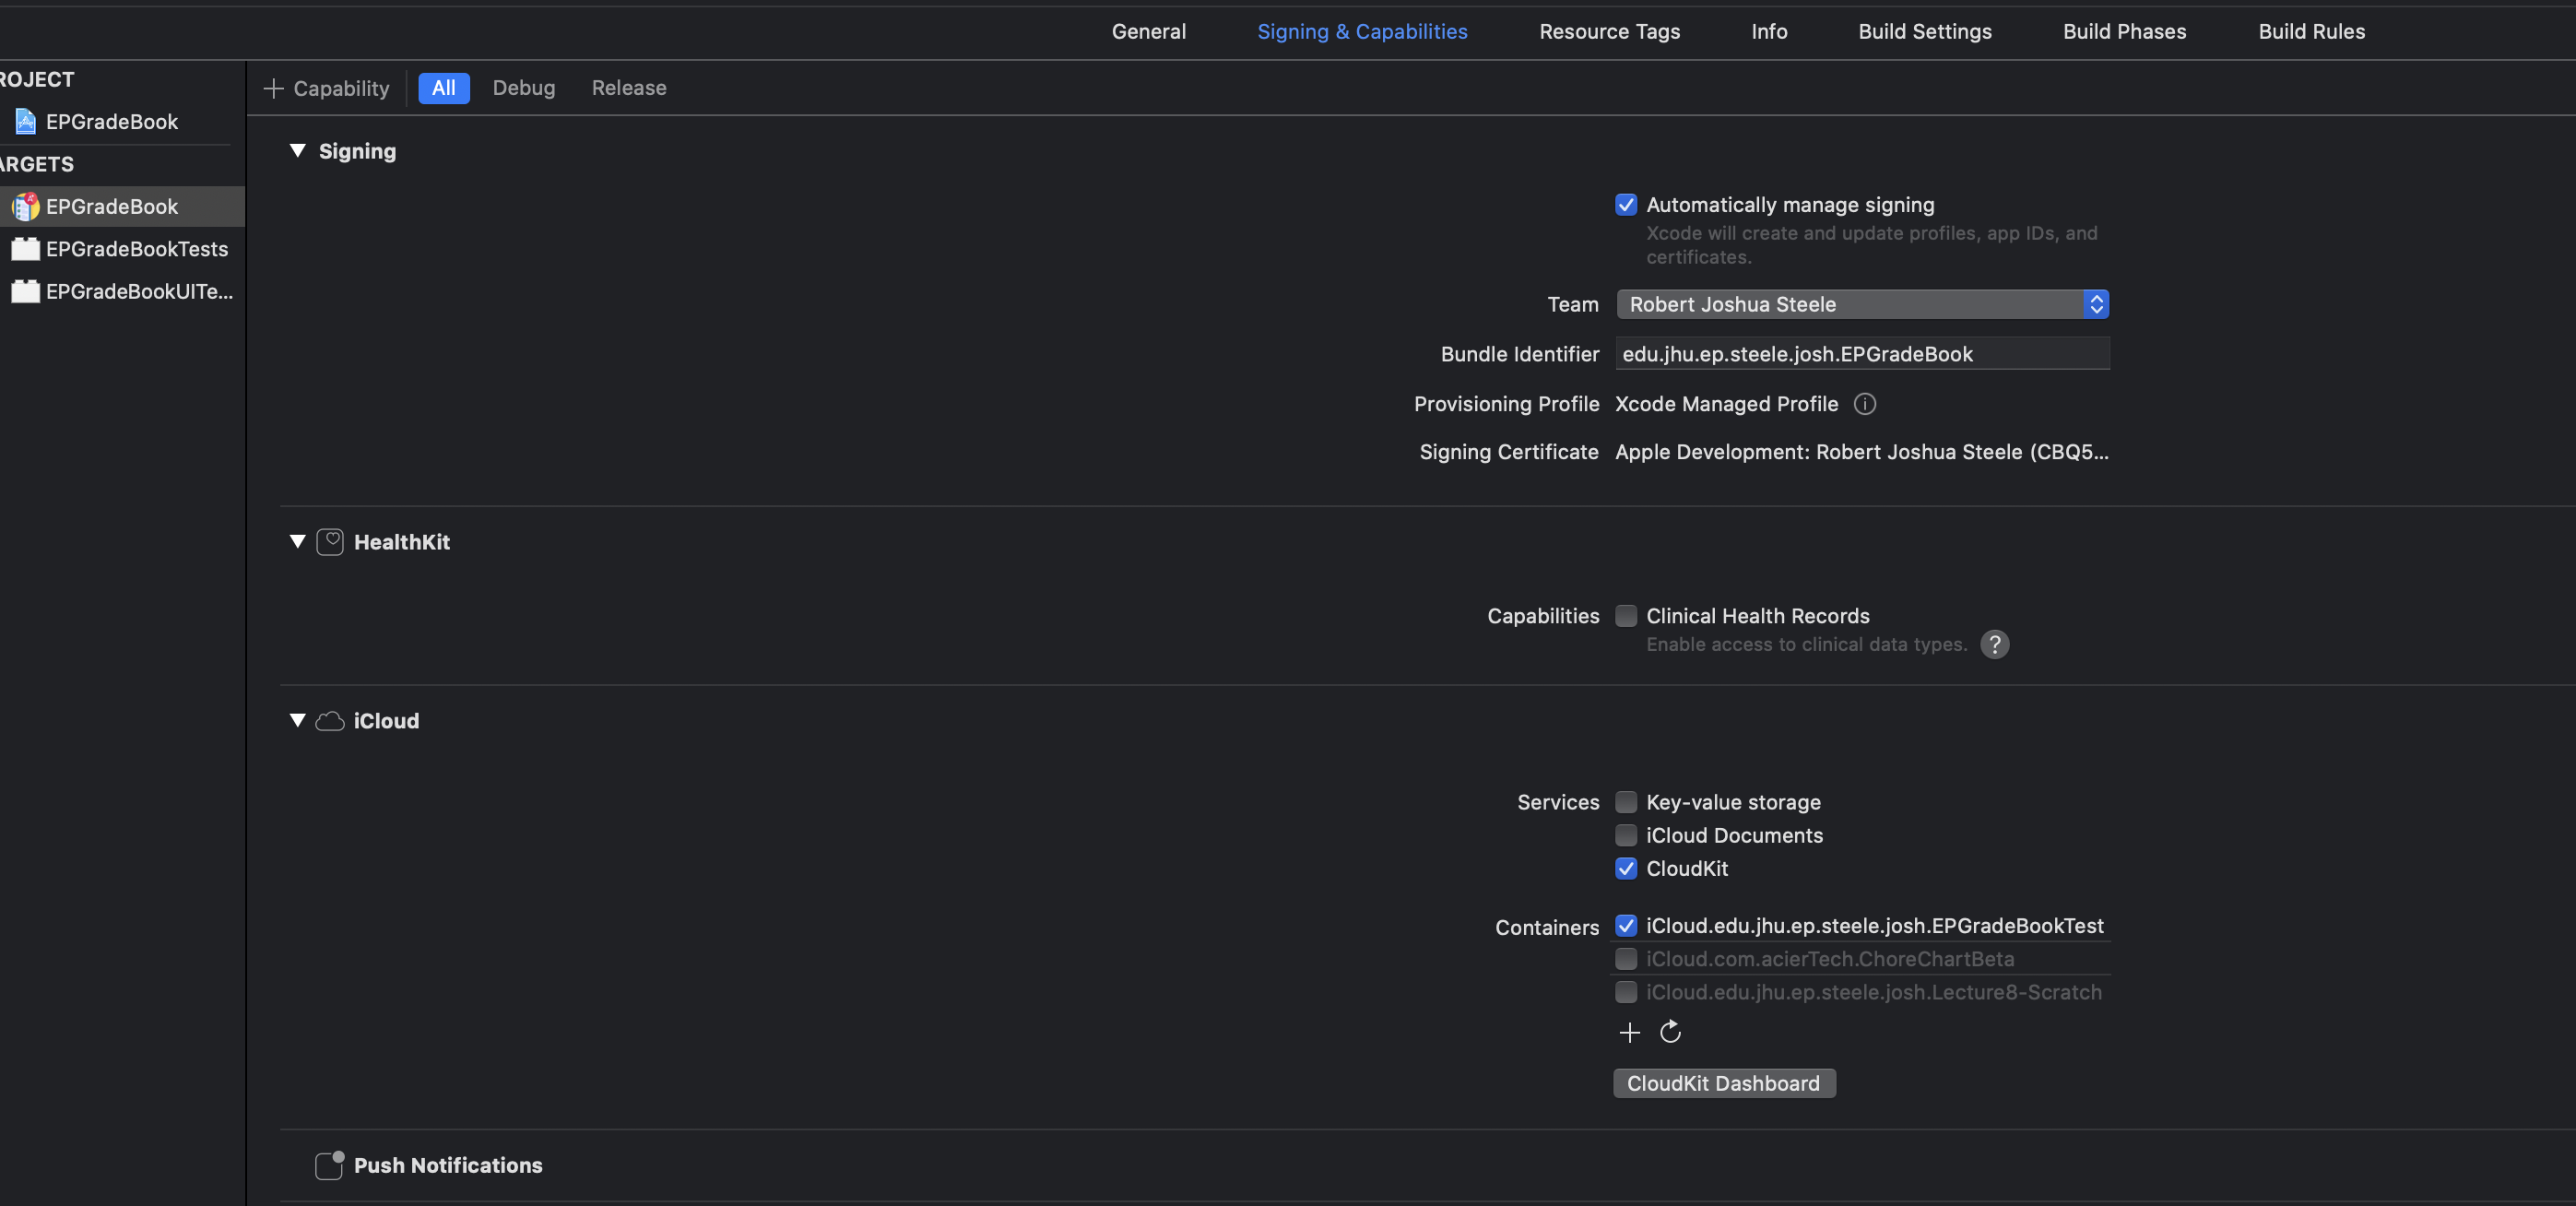 General Signing & Capabilities Resource Tags Info Build Settings Build Phases Build Rules
ROJECT
EPGradeBook
ARGETS
EPGradeBook
EPGradeBookTests
EPGradeBookUITe...
+ Capability All Debug Release
Signing
Automatically manage signing
Xcode will create and update profiles, app IDs, and
certificates.
Team Robert Joshua Steele
Bundle Identifier edu.jhu.ep.steele.josh.EPGradeBook
Provisioning Profile Xcode Managed Profile
Signing Certificate Apple Development: Robert Joshua Steele (CBQ5...
HealthKit
Capabilities Clinical Health Records
Enable access to clinical data types. ?
iCloud
Services Key-value storage
iCloud Documents
CloudKit
Containers iCloud.edu.jhu.ep.steele.josh.EPGradeBookTest
iCloud.com.acierTech.ChoreChartBeta
iCloud.edu.jhu.ep.steele.josh.Lecture8-Scratch
CloudKit Dashboard
Push Notifications